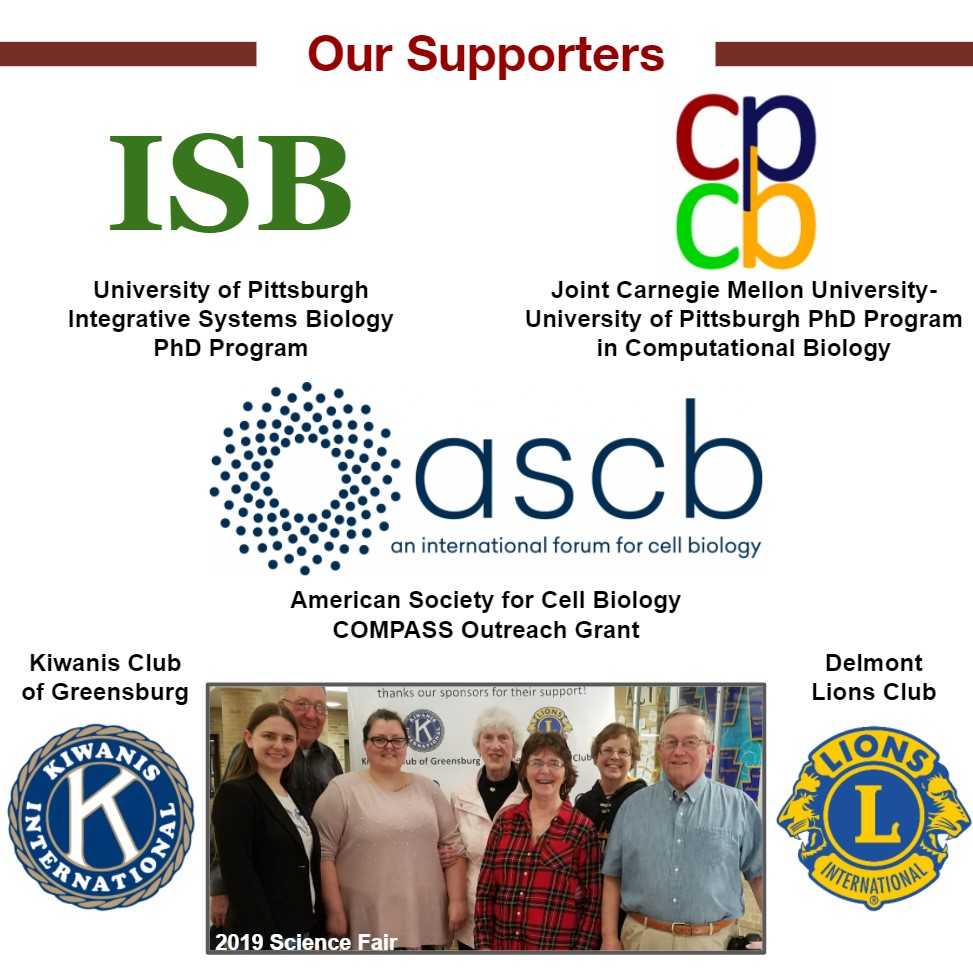 Our Supporters
ISB
cp
cb
University of Pittsburgh
Integrative Systems Biology
PhD Program
Joint Carnegie Mellon University-
University of Pittsburgh PhD Program
in Computational Biology
ascb
an international forum for cell biology
American Society for Cell Biology
COMPASS Outreach Grant
Kiwanis Club
of Greensburg
Delmont
Lions Club
KIWANIS
K
INTERNATIONAL
thanks our sponsors for their support!
Club of Greensburg
Club
2019 Science Fair
LIONS
L
INTERNATIONAL
®